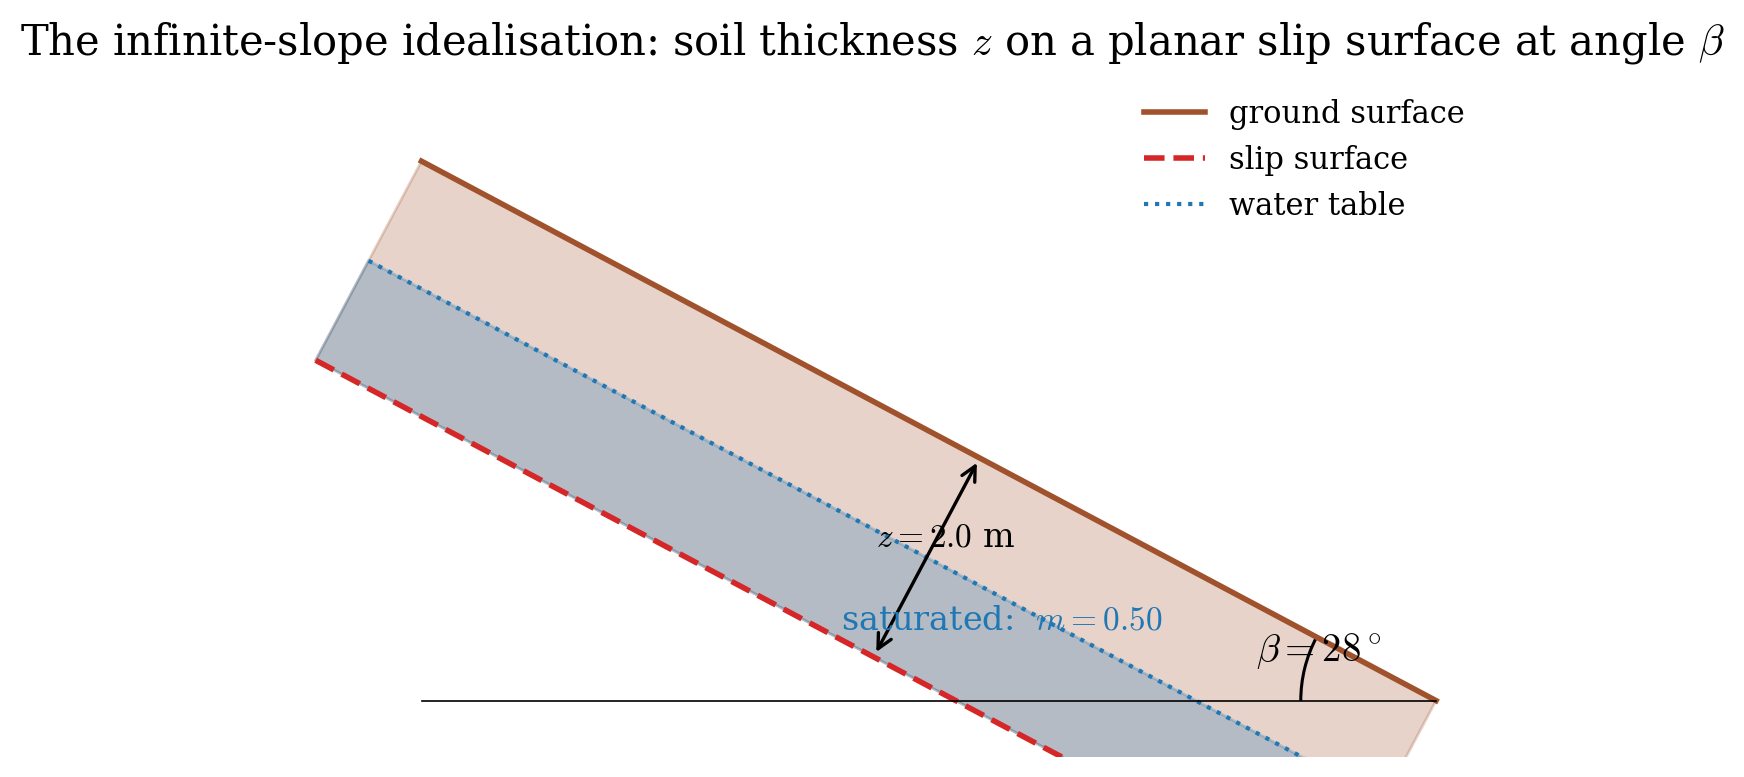 The infinite-slope idealisation: soil thickness z on a planar slip surface at angle β
ground surface
slip surface
water table
z = 2.0 m
saturated: m = 0.50
β = 28°